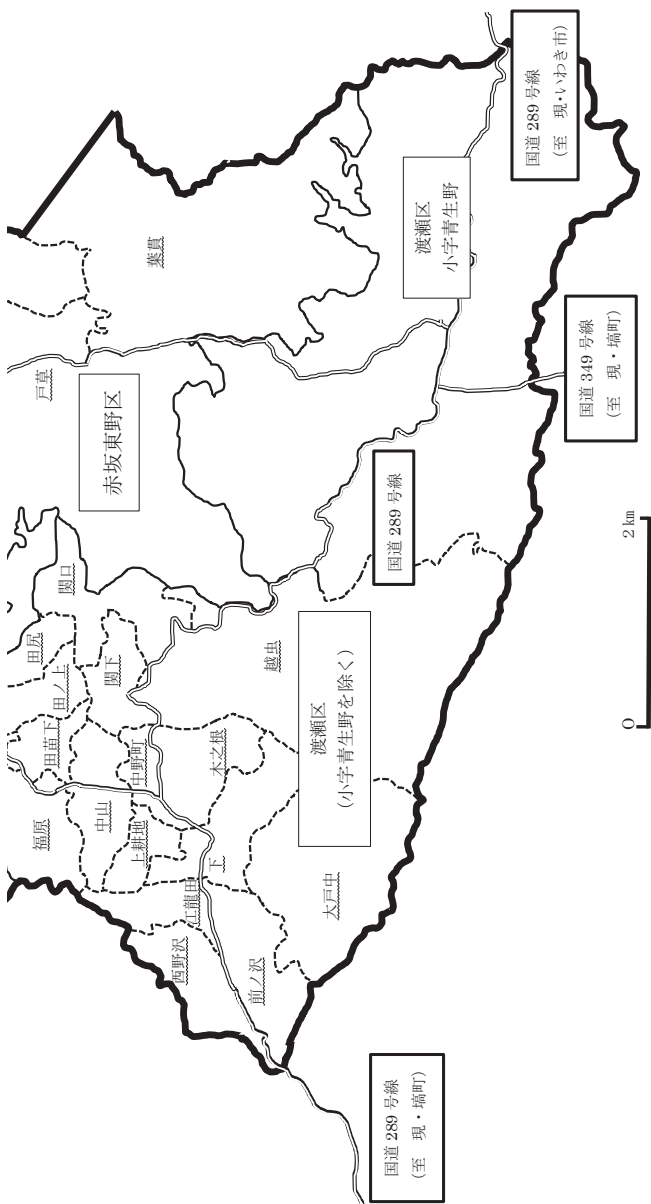 国道 289 号線
(至　現・塙町)
西野沢
前ノ沢
江龍田
下
大戸中
福原
中山
上耕地
田苗下
中野町
木之根
田ノ上
田尻
関下
関口
越虫
渡瀬区
(小字青生野を除く)
赤坂東野区
戸草
葉貫
国道 289 号線
国道 349 号線
(至　現・塙町)
渡瀬区
小字青生野
国道 289 号線
(至　現・いわき市)
0
2 km